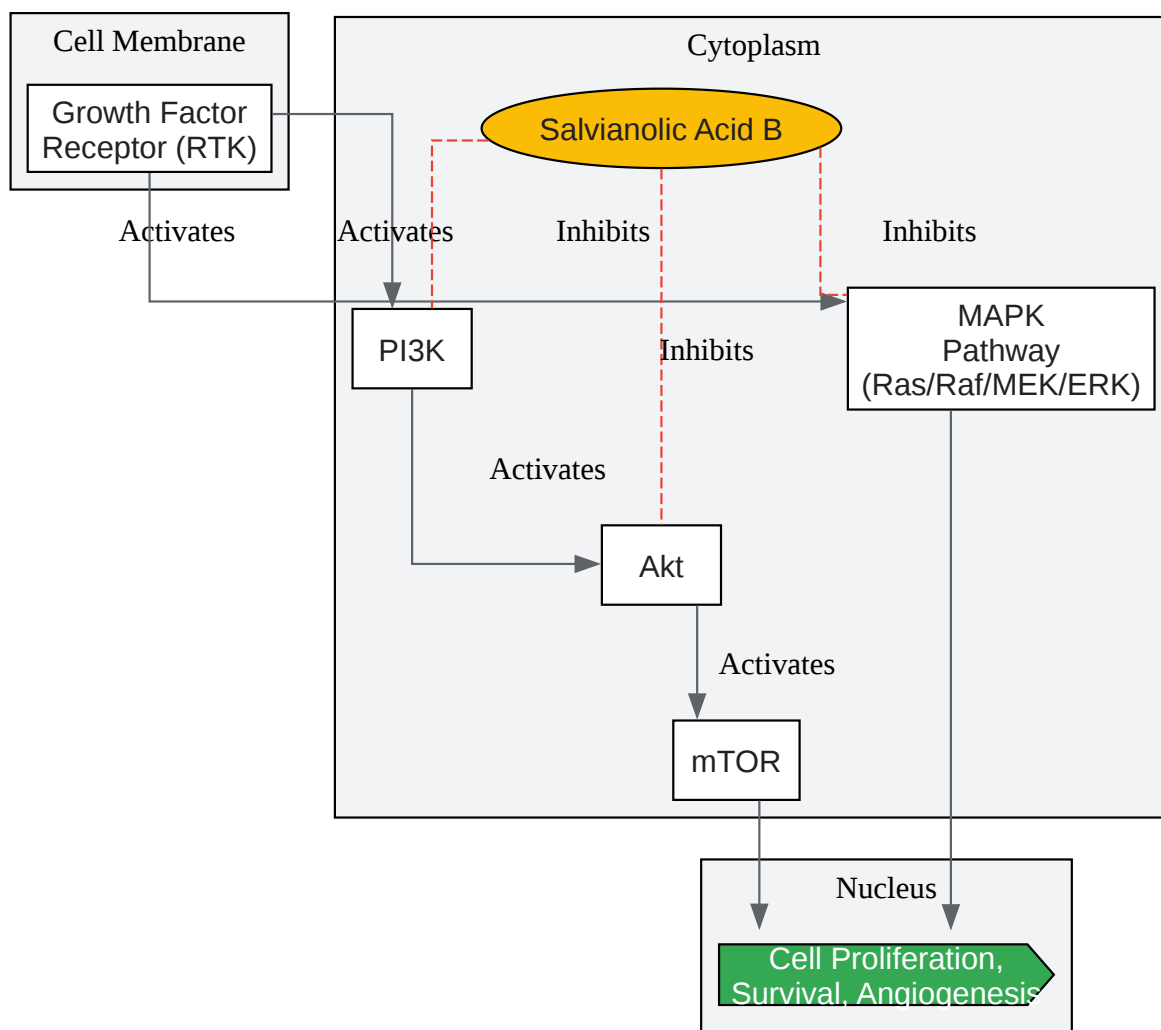 Cell Membrane
Growth Factor
Receptor (RTK)
Cytoplasm
Salvianolic Acid B
Activates
Activates
Inhibits
Inhibits
PI3K
Inhibits
MAPK
Pathway
(Ras/Raf/MEK/ERK)
Activates
Akt
Activates
mTOR
Nucleus
Cell Proliferation,
Survival, Angiogenesis